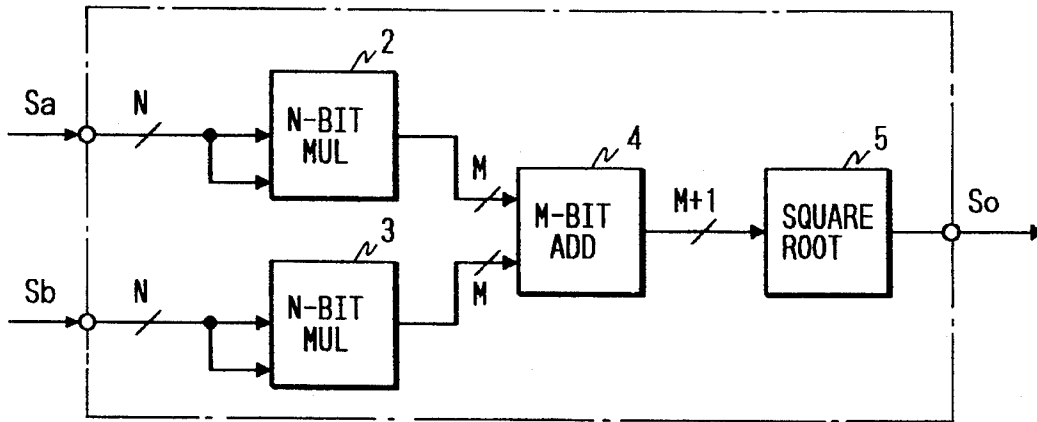 2
Sa
N
N-BIT
MUL
M
4
5
M-BIT
ADD
M+1
SQUARE
ROOT
So
3
Sb
N
N-BIT
MUL
M